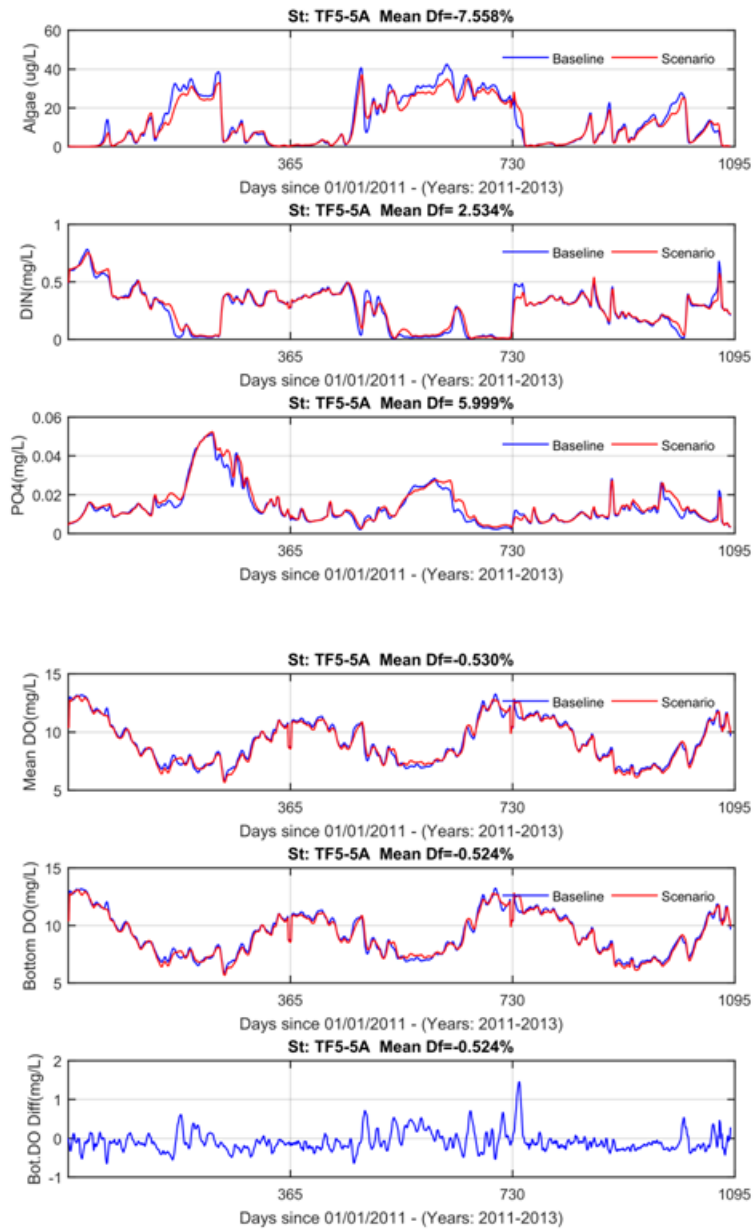 St: TF5-5A Mean Df=-7.558%
60
40
20
0
Algae (ug/L)
Baseline Scenario
365 730 1095
Days since 01/01/2011 - (Years: 2011-2013)
St: TF5-5A Mean Df= 2.534%
1
0.5
0
DIN(mg/L)
Baseline Scenario
365 730 1095
Days since 01/01/2011 - (Years: 2011-2013)
St: TF5-5A Mean Df= 5.999%
0.06
0.04
0.02
0
PO4(mg/L)
Baseline Scenario
365 730 1095
Days since 01/01/2011 - (Years: 2011-2013)
St: TF5-5A Mean Df=-0.530%
15
10
5
Mean DO(mg/L)
Baseline Scenario
365 730 1095
Days since 01/01/2011 - (Years: 2011-2013)
St: TF5-5A Mean Df=-0.524%
15
10
5
Bottom DO(mg/L)
Baseline Scenario
365 730 1095
Days since 01/01/2011 - (Years: 2011-2013)
St: TF5-5A Mean Df=-0.524%
2
1
0
-1
Bot.DO Diff(mg/L)
365 730 1095
Days since 01/01/2011 - (Years: 2011-2013)